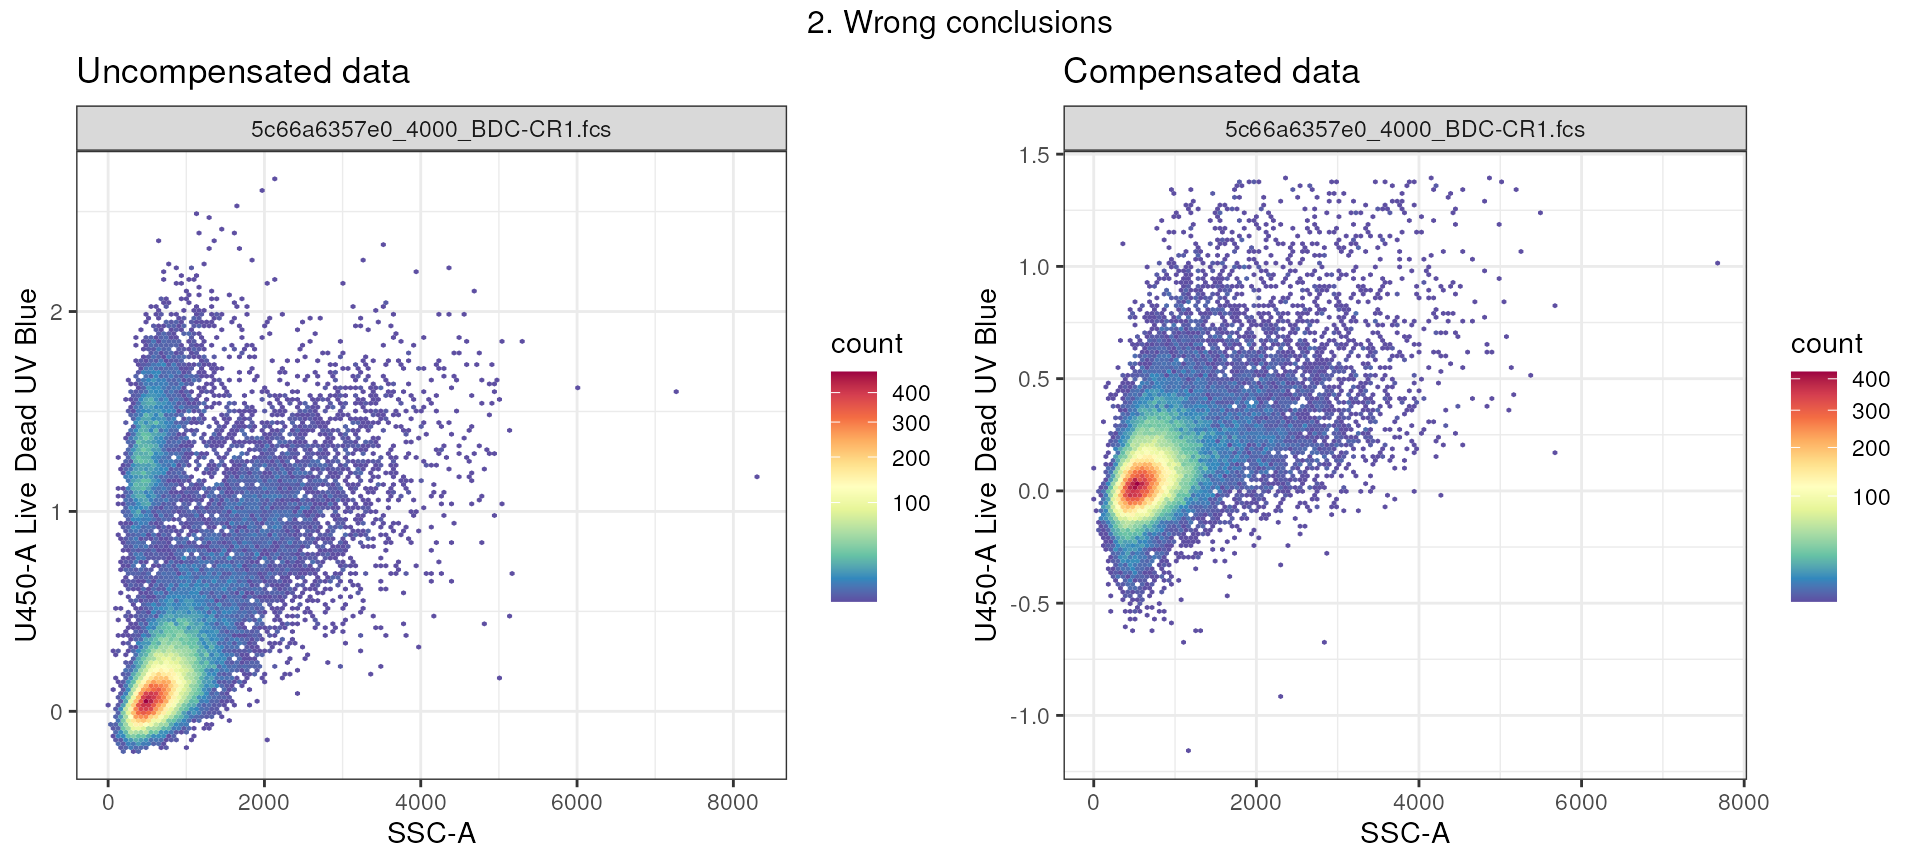 2. Wrong conclusions
Uncompensated data
5c66a6357e0_4000_BDC-CR1.fcs
U450-A Live Dead UV Blue
2
1
0
0
2000
4000
6000
8000
SSC-A
count
400
300
200
100
Compensated data
5c66a6357e0_4000_BDC-CR1.fcs
U450-A Live Dead UV Blue
1.5
1.0
0.5
0.0
-0.5
-1.0
0
2000
4000
6000
8000
SSC-A
count
400
300
200
100